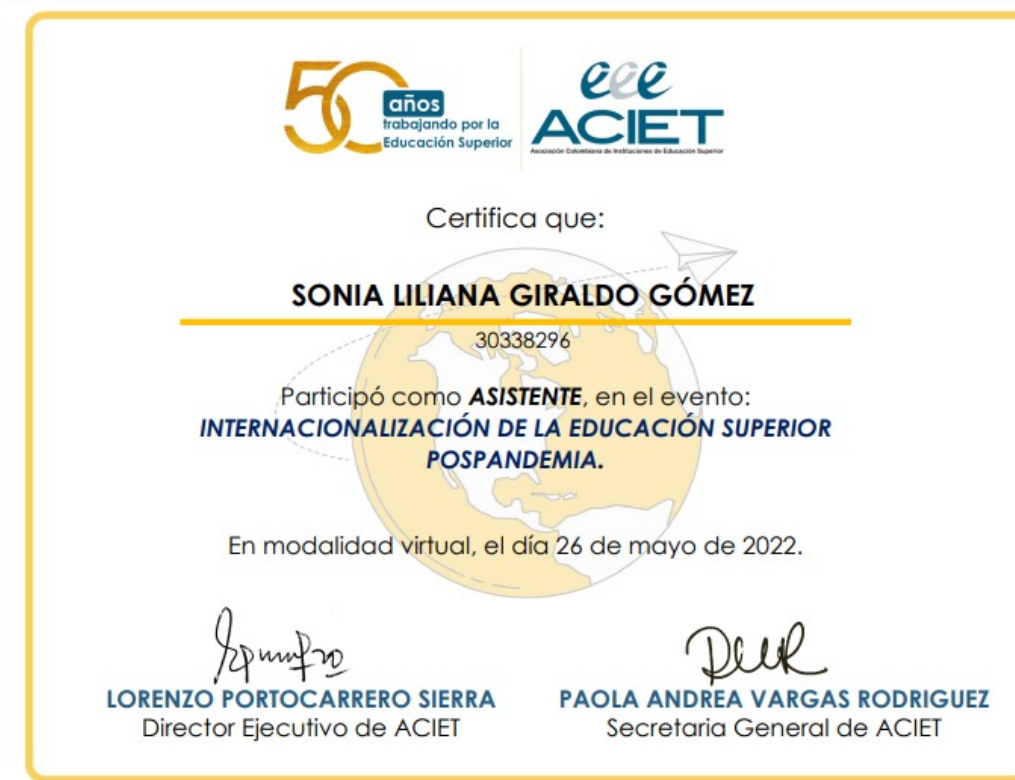 50 años
trabajando por la
Educación Superior
ACIET
Asociación Colombiana de Instituciones de Educación Superior
Certifica que:
SONIA LILIANA GIRALDO GÓMEZ
30338296
Participó como ASISTENTE, en el evento:
INTERNACIONALIZACIÓN DE LA EDUCACIÓN SUPERIOR
POSPANDEMIA.
En modalidad virtual, el día 26 de mayo de 2022.
LORENZO PORTOCARRERO SIERRA
Director Ejecutivo de ACIET
PAOLA ANDREA VARGAS RODRIGUEZ
Secretaria General de ACIET